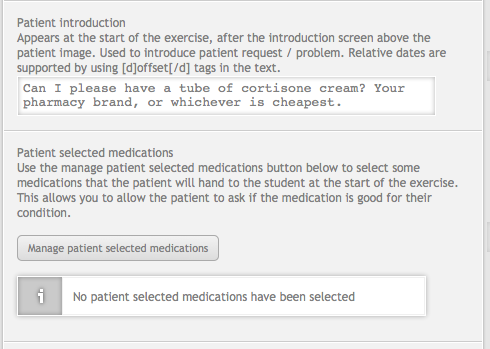 Patient introduction
Appears at the start of the exercise, after the introduction screen above the
patient image. Used to introduce patient request / problem. Relative dates are
supported by using [d]offset[/d] tags in the text.
Can I please have a tube of cortisone cream? Your
pharmacy brand, or whichever is cheapest.
Patient selected medications
Use the manage patient selected medications button below to select some
medications that the patient will hand to the student at the start of the exercise.
This allows you to allow the patient to ask if the medication is good for their
condition.
Manage patient selected medications
i
No patient selected medications have been selected